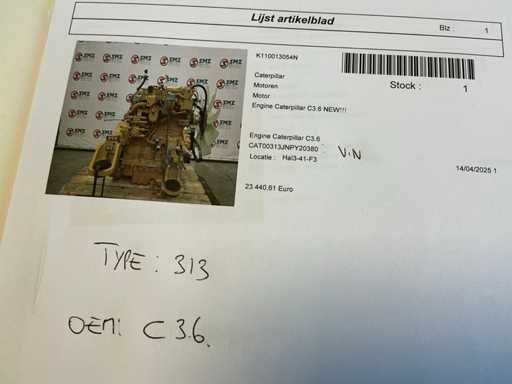 Lijst artikelblad
Blz : 1
K110013054N
Caterpillar
Motoren
Stock : 1
Motor
Engine Caterpillar C3.6 NEW!!!
Engine Caterpillar C3.6
CAT00313JNPY20380 : ViN
Locatie : Hal3-41-F3
14/04/2025 1
23.440,61 Euro
TYPE : 313
OEM: C3.6.